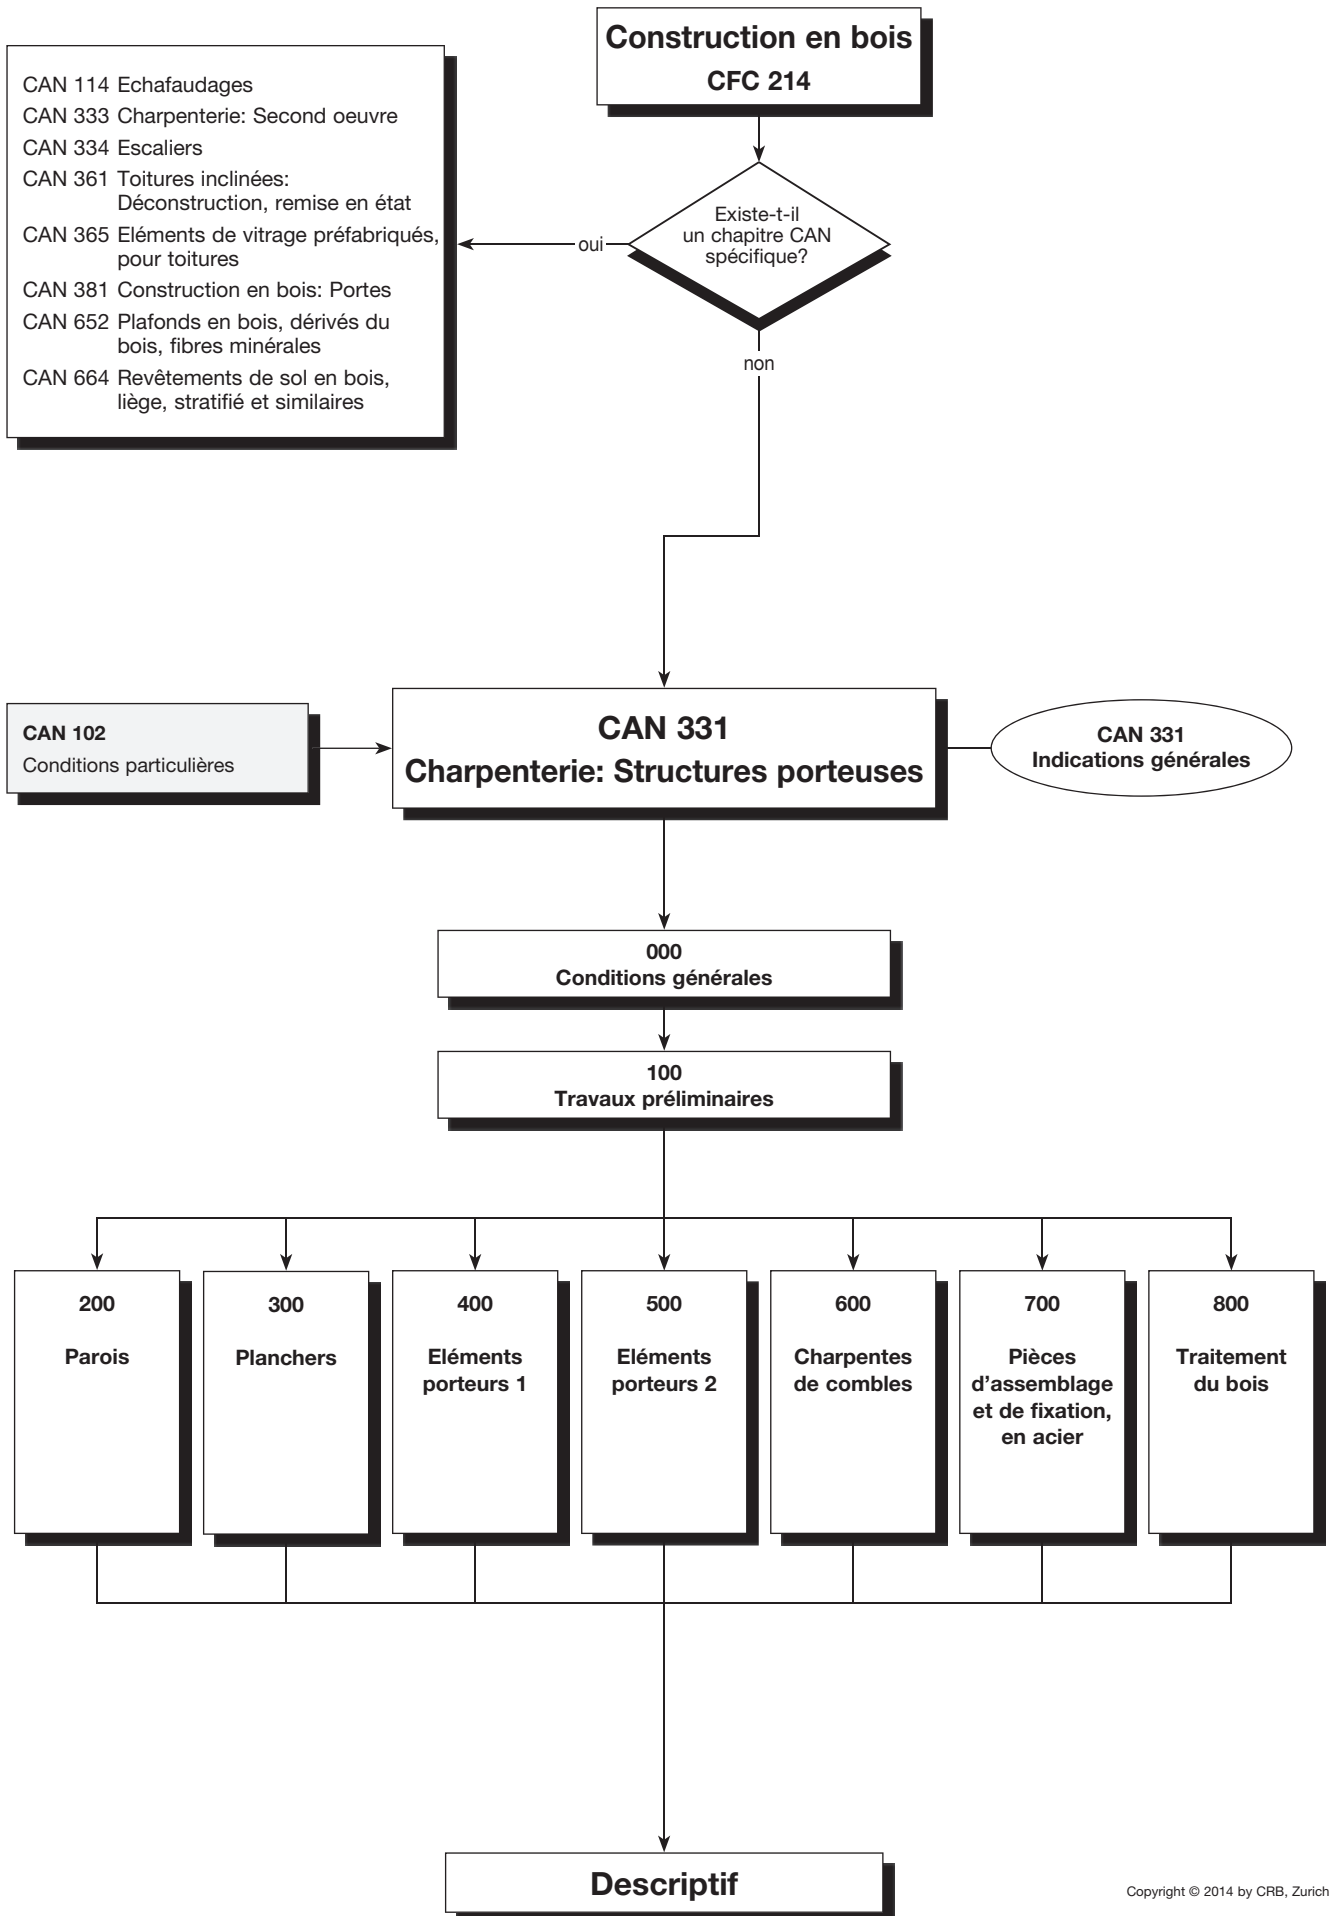 Construction en bois
CFC 214
CAN 114 Echafaudages
CAN 333 Charpenterie: Second oeuvre
CAN 334 Escaliers
CAN 361 Toitures inclinées:
Déconstruction, remise en état
CAN 365 Eléments de vitrage préfabriqués,
pour toitures
CAN 381 Construction en bois: Portes
CAN 652 Plafonds en bois, dérivés du
bois, fibres minérales
CAN 664 Revêtements de sol en bois,
liège, stratifié et similaires
Existe-t-il
un chapitre CAN
spécifique?
oui
non
CAN 102
Conditions particulières
CAN 331
Charpenterie: Structures porteuses
CAN 331
Indications générales
000
Conditions générales
100
Travaux préliminaires
200
Parois
300
Planchers
400
Eléments
porteurs 1
500
Eléments
porteurs 2
600
Charpentes
de combles
700
Pièces
d'assemblage
et de fixation,
en acier
800
Traitement
du bois
Descriptif
Copyright © 2014 by CRB, Zurich